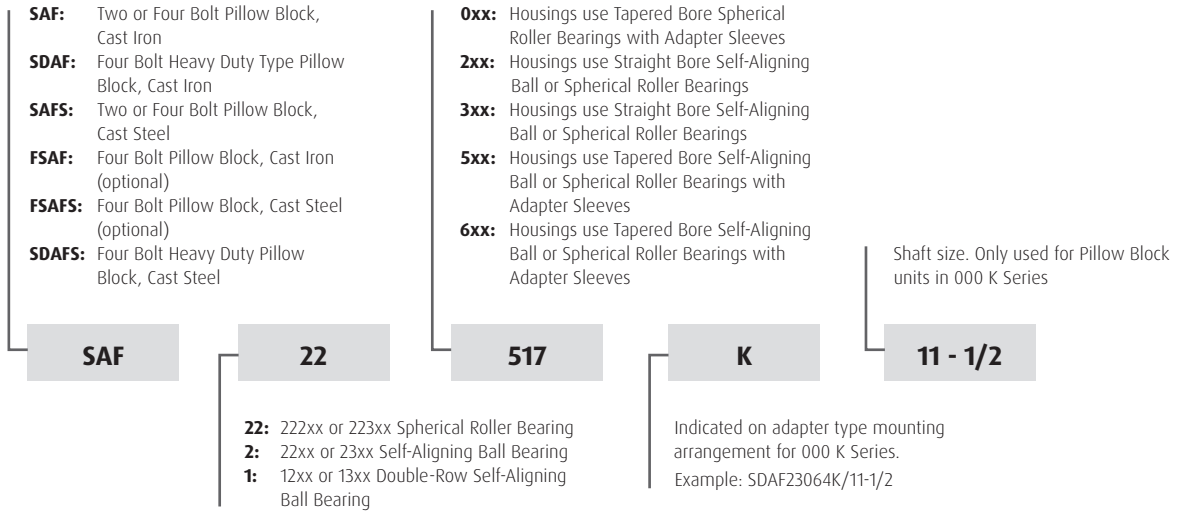 SAF: Two or Four Bolt Pillow Block,
Cast Iron
SDAF: Four Bolt Heavy Duty Type Pillow
Block, Cast Iron
SAFS: Two or Four Bolt Pillow Block,
Cast Steel
FSAF: Four Bolt Pillow Block, Cast Iron
(optional)
FSAFS: Four Bolt Pillow Block, Cast Steel
(optional)
SDAFS: Four Bolt Heavy Duty Pillow
Block, Cast Steel
0xx: Housings use Tapered Bore Spherical
Roller Bearings with Adapter Sleeves
2xx: Housings use Straight Bore Self-Aligning
Ball or Spherical Roller Bearings
3xx: Housings use Straight Bore Self-Aligning
Ball or Spherical Roller Bearings
5xx: Housings use Tapered Bore Self-Aligning
Ball or Spherical Roller Bearings with
Adapter Sleeves
6xx: Housings use Tapered Bore Self-Aligning
Ball or Spherical Roller Bearings with
Adapter Sleeves
Shaft size. Only used for Pillow Block
units in 000 K Series
SAF 22 517 K 11 - 1/2
22: 222xx or 223xx Spherical Roller Bearing
2: 22xx or 23xx Self-Aligning Ball Bearing
1: 12xx or 13xx Double-Row Self-Aligning
Ball Bearing
Indicated on adapter type mounting
arrangement for 000 K Series.
Example: SDAF23064K/11-1/2